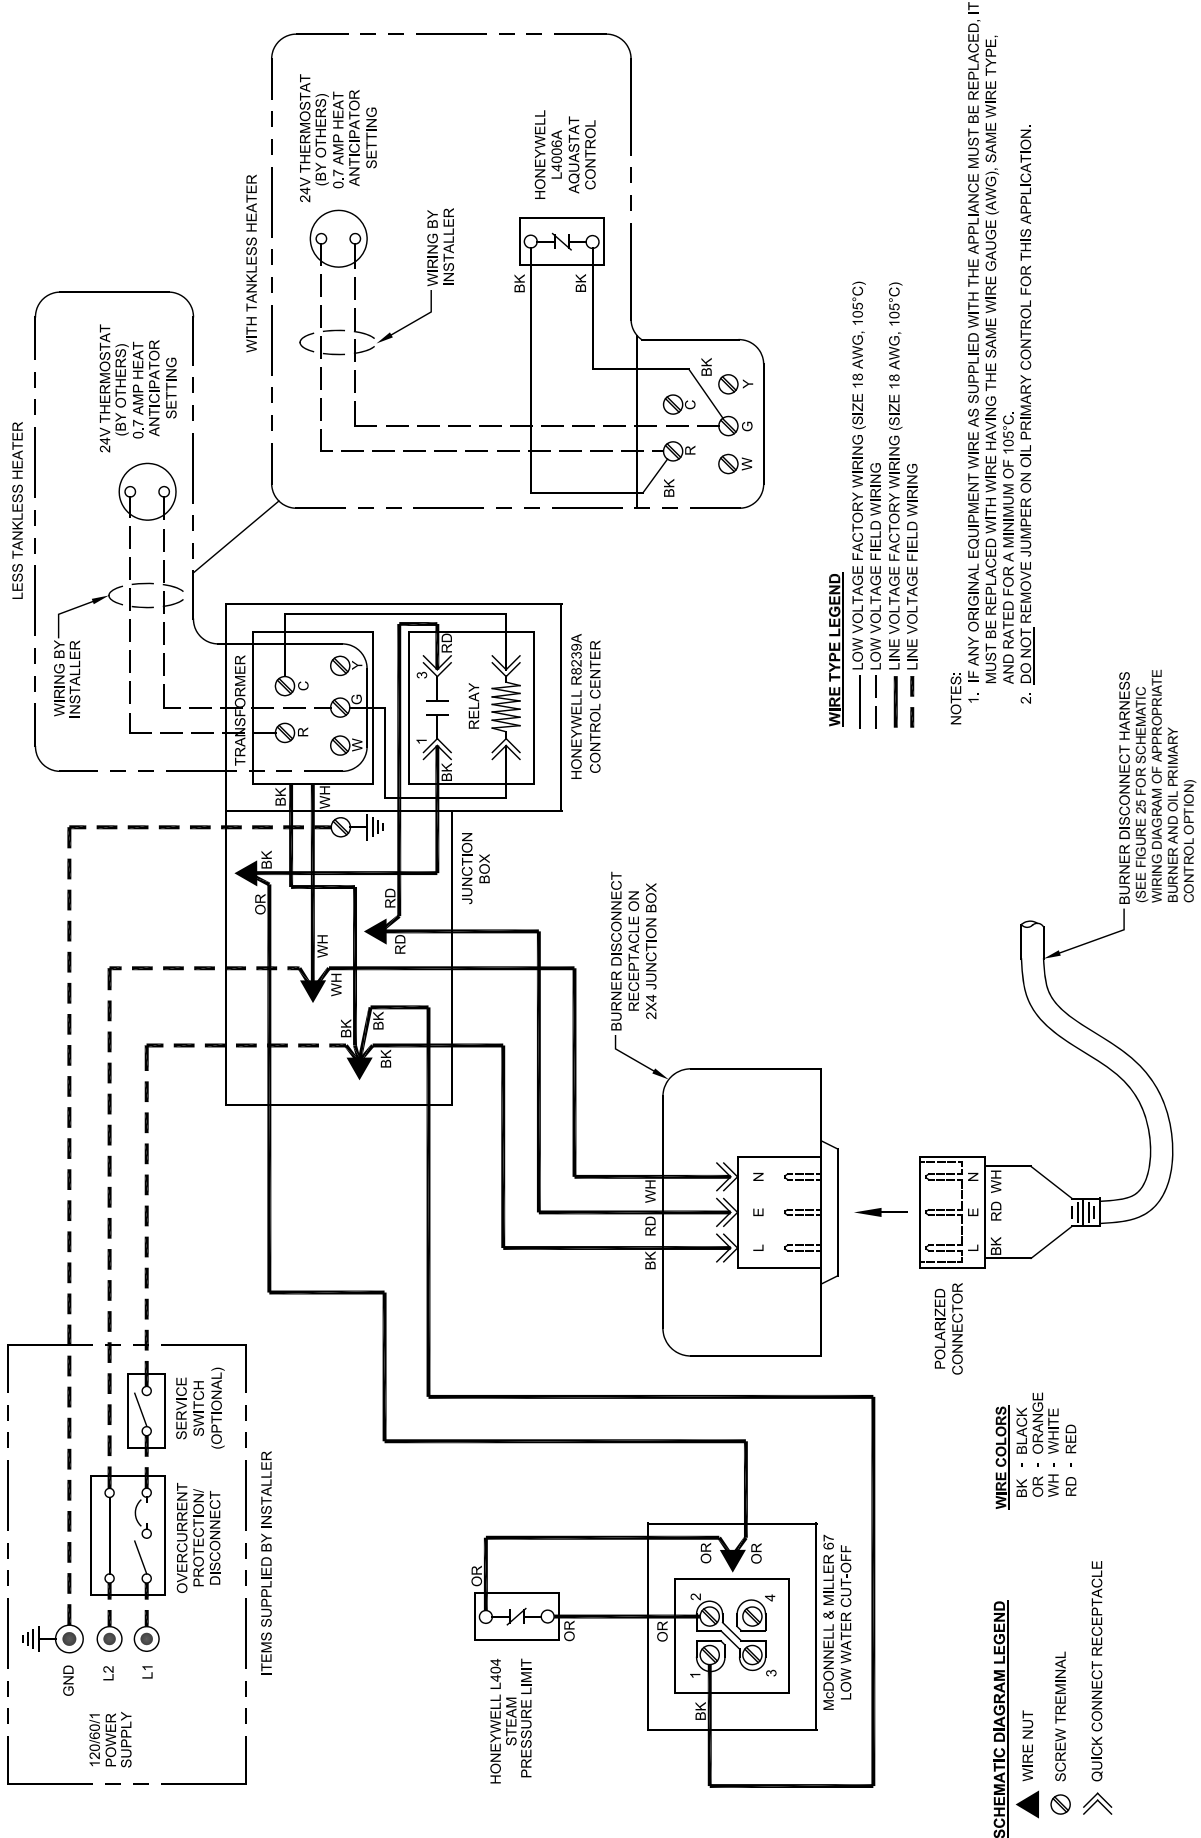 LESS TANKLESS HEATER
24V THERMOSTAT
(BY OTHERS)
0.7 AMP HEAT
ANTICIPATOR
SETTING
WIRING BY
INSTALLER
WITH TANKLESS HEATER
24V THERMOSTAT
(BY OTHERS)
0.7 AMP HEAT
ANTICIPATOR
SETTING
WIRING BY
INSTALLER
HONEYWELL
L4006A
AQUASTAT
CONTROL
BK
BK
BK
BK
R
C
W
G
Y
TRANSFORMER
R
C
W
G
Y
RELAY
1
3
BK
RD
HONEYWELL R8239A
CONTROL CENTER
BK
WH
OR
BK
RD
RD
WH
WH
BK
BK
BK
JUNCTION
BOX
120/60/1
POWER
SUPPLY
GND
L2
L1
OVERCURRENT
PROTECTION/
DISCONNECT
SERVICE
SWITCH
(OPTIONAL)
ITEMS SUPPLIED BY INSTALLER
HONEYWELL L404
STEAM
PRESSURE LIMIT
OR
OR
OR
OR
OR
BK
1
2
3
4
McDONNELL & MILLER 67
LOW WATER CUT-OFF
BURNER DISCONNECT
RECEPTACLE ON
2X4 JUNCTION BOX
BK
RD
WH
L
E
N
POLARIZED
CONNECTOR
L
E
N
BK
RD
WH
BURNER DISCONNECT HARNESS
(SEE FIGURE 25 FOR SCHEMATIC
WIRING DIAGRAM OF APPROPRIATE
BURNER AND OIL PRIMARY
CONTROL OPTION)
WIRE TYPE LEGEND
LOW VOLTAGE FACTORY WIRING (SIZE 18 AWG, 105°C)
LOW VOLTAGE FIELD WIRING
LINE VOLTAGE FACTORY WIRING (SIZE 18 AWG, 105°C)
LINE VOLTAGE FIELD WIRING
NOTES:
1. IF ANY ORIGINAL EQUIPMENT WIRE AS SUPPLIED WITH THE APPLIANCE MUST BE REPLACED, IT
MUST BE REPLACED WITH WIRE HAVING THE SAME WIRE GAUGE (AWG), SAME WIRE TYPE,
AND RATED FOR A MINIMUM OF 105°C.
2. DO NOT REMOVE JUMPER ON OIL PRIMARY CONTROL FOR THIS APPLICATION.
WIRE COLORS
BK - BLACK
OR - ORANGE
WH - WHITE
RD - RED
SCHEMATIC DIAGRAM LEGEND
WIRE NUT
SCREW TREMINAL
QUICK CONNECT RECEPTACLE